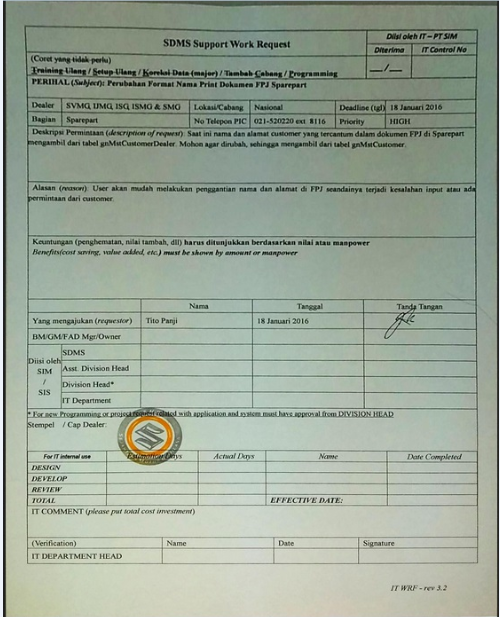 SDMS Support Work Request
Diisi oleh IT – PT SIM
Diterima IT Control No
__/__
(Coret yang tidak perlu)
Training Ulang / Setup Ulang / Koreksi Data (major) / Tambah Cabang / Programming
PERIHAL (Subject): Perubahan Format Nama Print Dokumen FPJ Sparepart
Dealer SVMG, UMG, ISG, ISMG & SMG Lokasi/Cabang Nasional Deadline (tgl) 18 Januari 2016
Bagian Sparepart No Telepon PIC 021-520220 ext 8116 Priority HIGH
Deskripsi Permintaan (description of request): Saat ini nama dan alamat customer yang tercantum dalam dokumen FPJ di Sparepart
mengambil dari tabel gnMstCustomerDealer. Mohon agar dirubah, sehingga mengambil dari tabel gnMstCustomer.
Alasan (reason): User akan mudah melakukan penggantian nama dan alamat di FPJ seandainya terjadi kesalahan input atau ada
permintaan dari customer.
Keuntungan (penghematan, nilai tambah, dll) harus ditunjukkan berdasarkan nilai atau manpower
Benefits(cost saving, value added, etc.) must be shown by amount or manpower
Nama Tanggal Tanda Tangan
Yang mengajukan (requestor) Tito Panji 18 Januari 2016
BM/GM/FAD Mgr/Owner
Diisi oleh
SIM
/
SIS
SDMS
Asst. Division Head
Division Head*
IT Department
* For new Programming or project request related with application and system must have approval from DIVISION HEAD
Stempel / Cap Dealer:
For IT internal use Estimation Days Actual Days Name Date Completed
DESIGN
DEVELOP
REVIEW
TOTAL EFFECTIVE DATE:
IT COMMENT (please put total cost investment)
(Verification) Name Date Signature
IT DEPARTMENT HEAD
IT WRF – rev 3.2